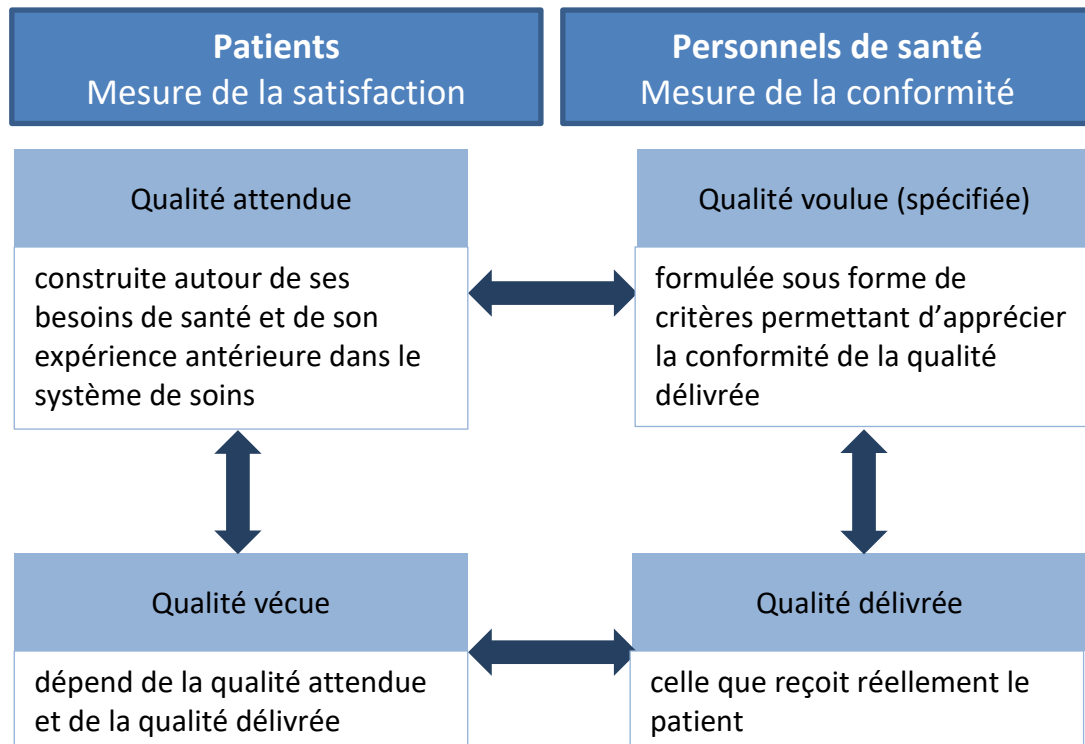 Patients
Mesure de la satisfaction
Personnels de santé
Mesure de la conformité
Qualité attendue
construite autour de ses
besoins de santé et de son
expérience antérieure dans le
système de soins
Qualité voulue (spécifiée)
formulée sous forme de
critères permettant d’apprécier
la conformité de la qualité
délivrée
Qualité vécue
dépend de la qualité attendue
et de la qualité délivrée
Qualité délivrée
celle que reçoit réellement le
patient